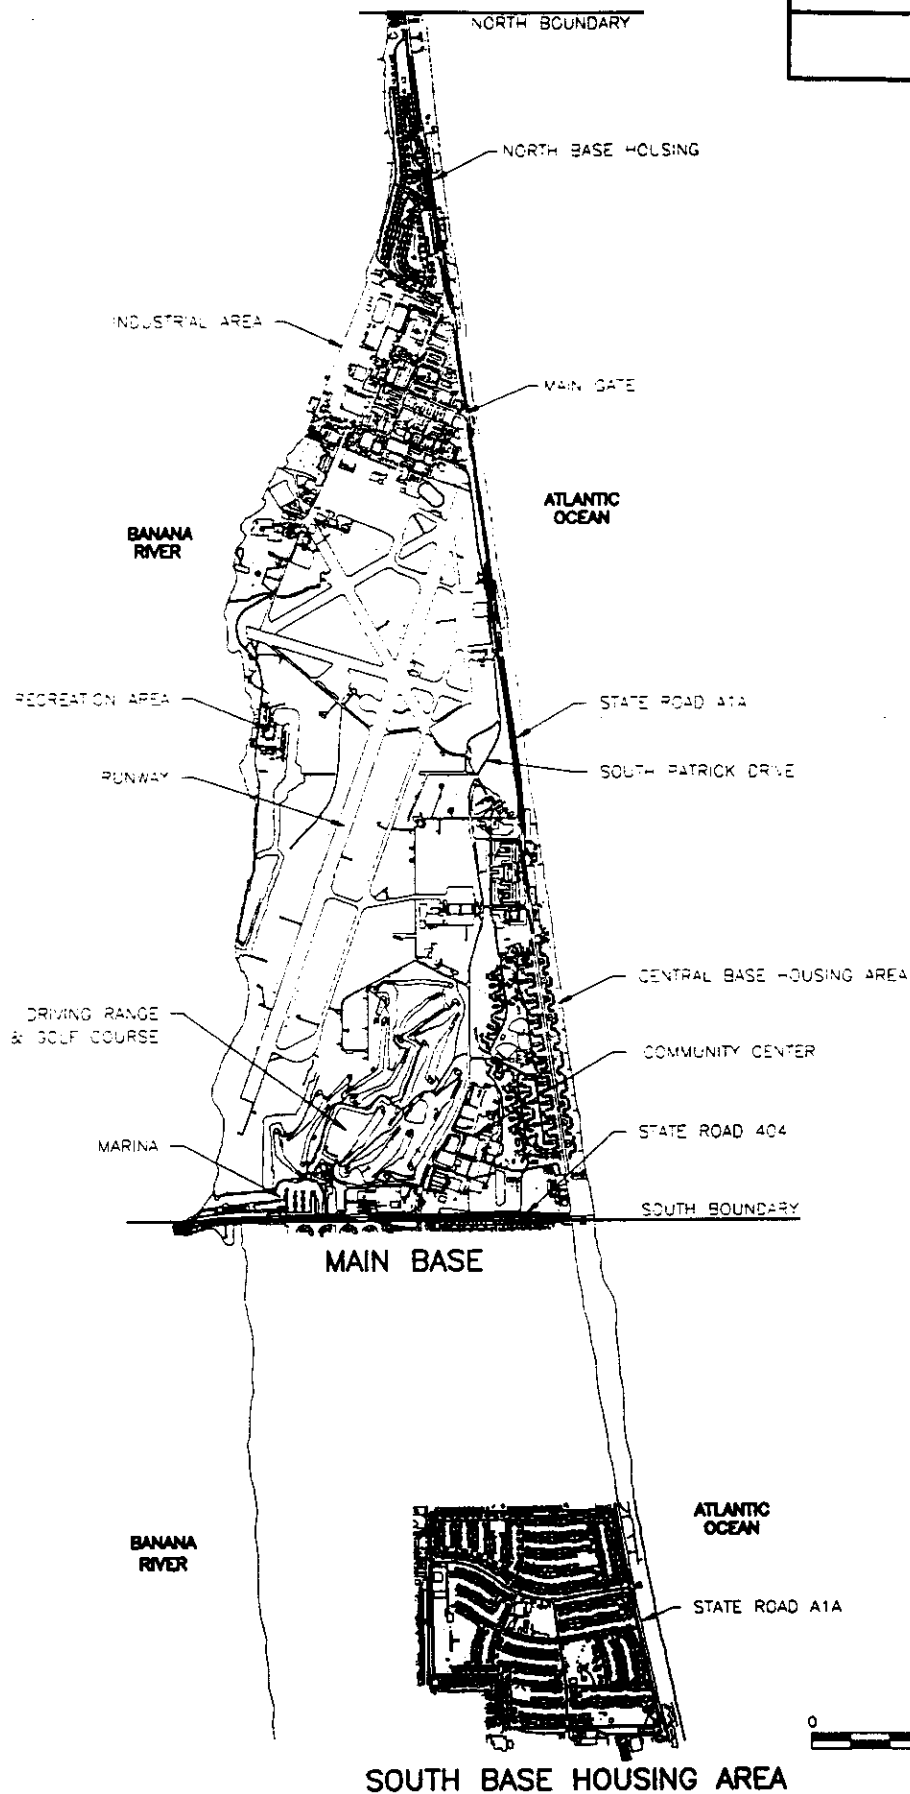 NORTH BOUNDARY
NORTH BASE HOUSING
INDUSTRIAL AREA
MAIN GATE
ATLANTIC
OCEAN
BANANA
RIVER
RECREATION AREA
STATE ROAD A1A
RUNWAY
SOUTH PATRICK DRIVE
CENTRAL BASE HOUSING AREA
DRIVING RANGE
& GOLF COURSE
COMMUNITY CENTER
MARINA
STATE ROAD 404
SOUTH BOUNDARY
MAIN BASE
ATLANTIC
OCEAN
BANANA
RIVER
STATE ROAD A1A
0
SOUTH BASE HOUSING AREA